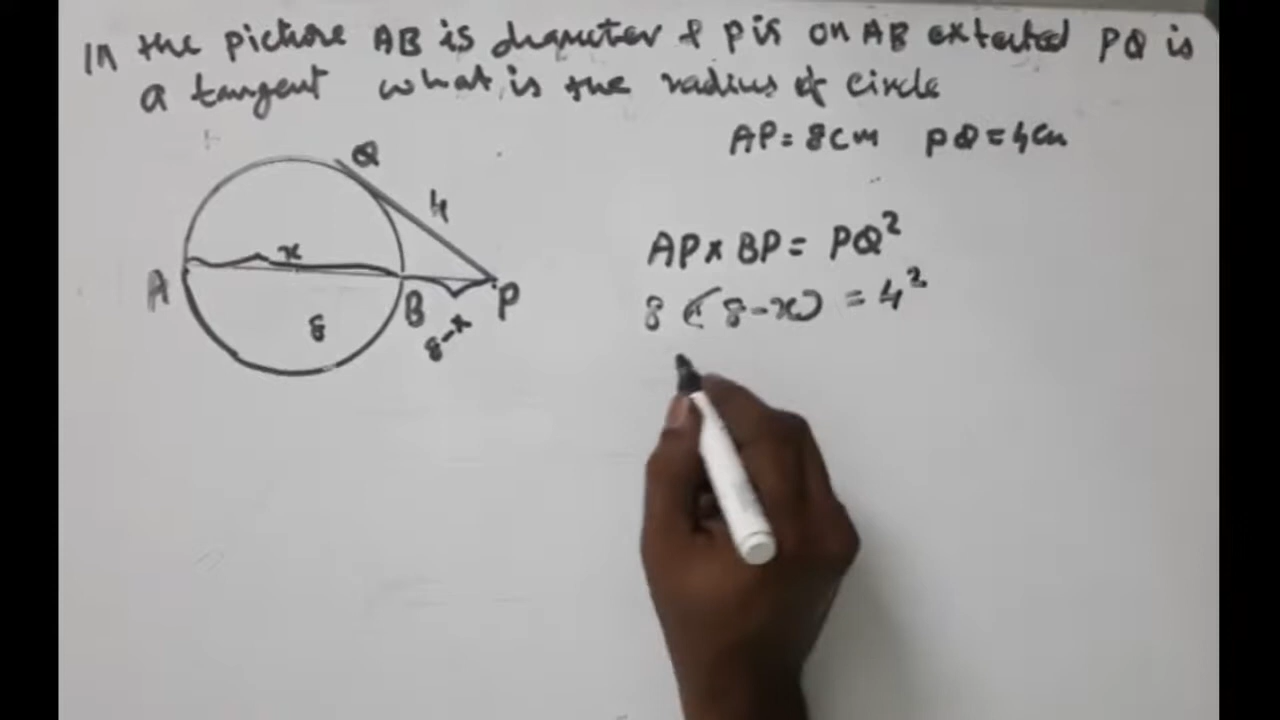 In the picture AB is diameter & P is on AB extented PQ is
a tangent what is the radius of circle
AP = 8cm PQ = 4cm
Q
4
x
A
B
P
8
8-x
AP × BP = PQ²
8 (8-x) = 4²